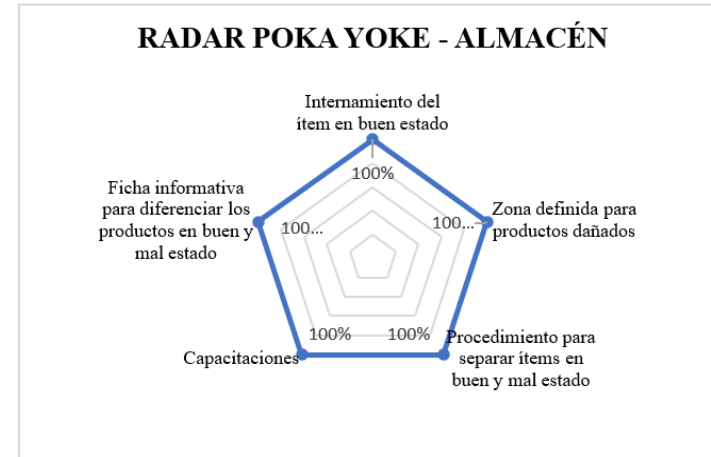 RADAR POKA YOKE - ALMACÉN
Internamiento del
ítem en buen estado
100%
Zona definida para
productos dañados
100...
Procedimiento para
separar ítems en
buen y mal estado
100%
Capacitaciones
100%
Ficha informativa
para diferenciar los
productos en buen y
mal estado
100...